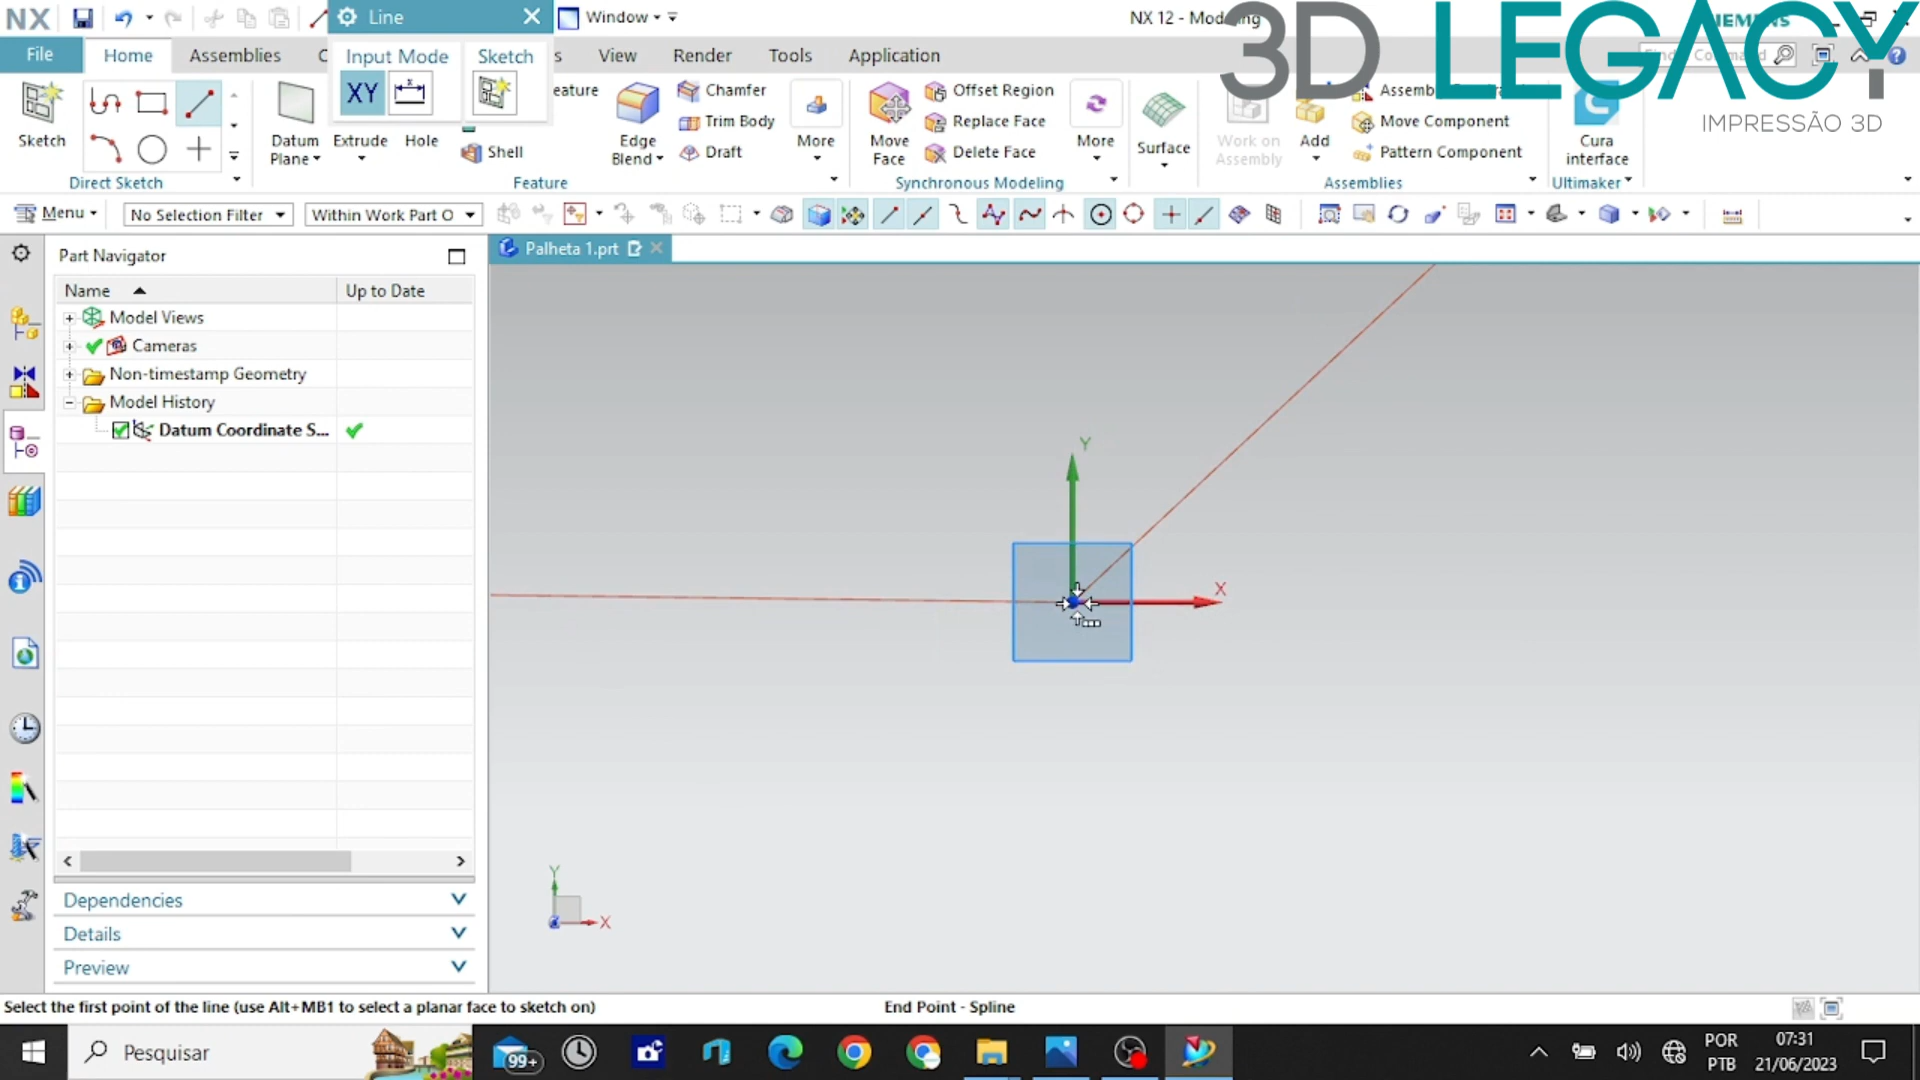 NX
Line
Window
NX 12 - Modeling
SIEMENS
3D LEGACY
IMPRESSÃO 3D
File
Home
Assemblies
C
Input Mode
Sketch
s
View
Render
Tools
Application
XY
Sketch
Datum
Plane
Extrude
Hole
eature
Shell
Edge
Blend
Chamfer
Trim Body
Draft
More
Move
Face
Offset Region
Replace Face
Delete Face
More
Surface
Work on
Assembly
Add
Move Component
Pattern Component
Cura
interface
Direct Sketch
Feature
Synchronous Modeling
Assemblies
Ultimaker
Menu
No Selection Filter
Within Work Part O
Part Navigator
Palheta 1.prt
Name
Up to Date
Model Views
Cameras
Non-timestamp Geometry
Model History
Datum Coordinate S...
Y
X
Y
X
Dependencies
Details
Preview
Select the first point of the line (use Alt+MB1 to select a planar face to sketch on)
End Point - Spline
Pesquisar
99+
POR
PTB
07:31
21/06/2023